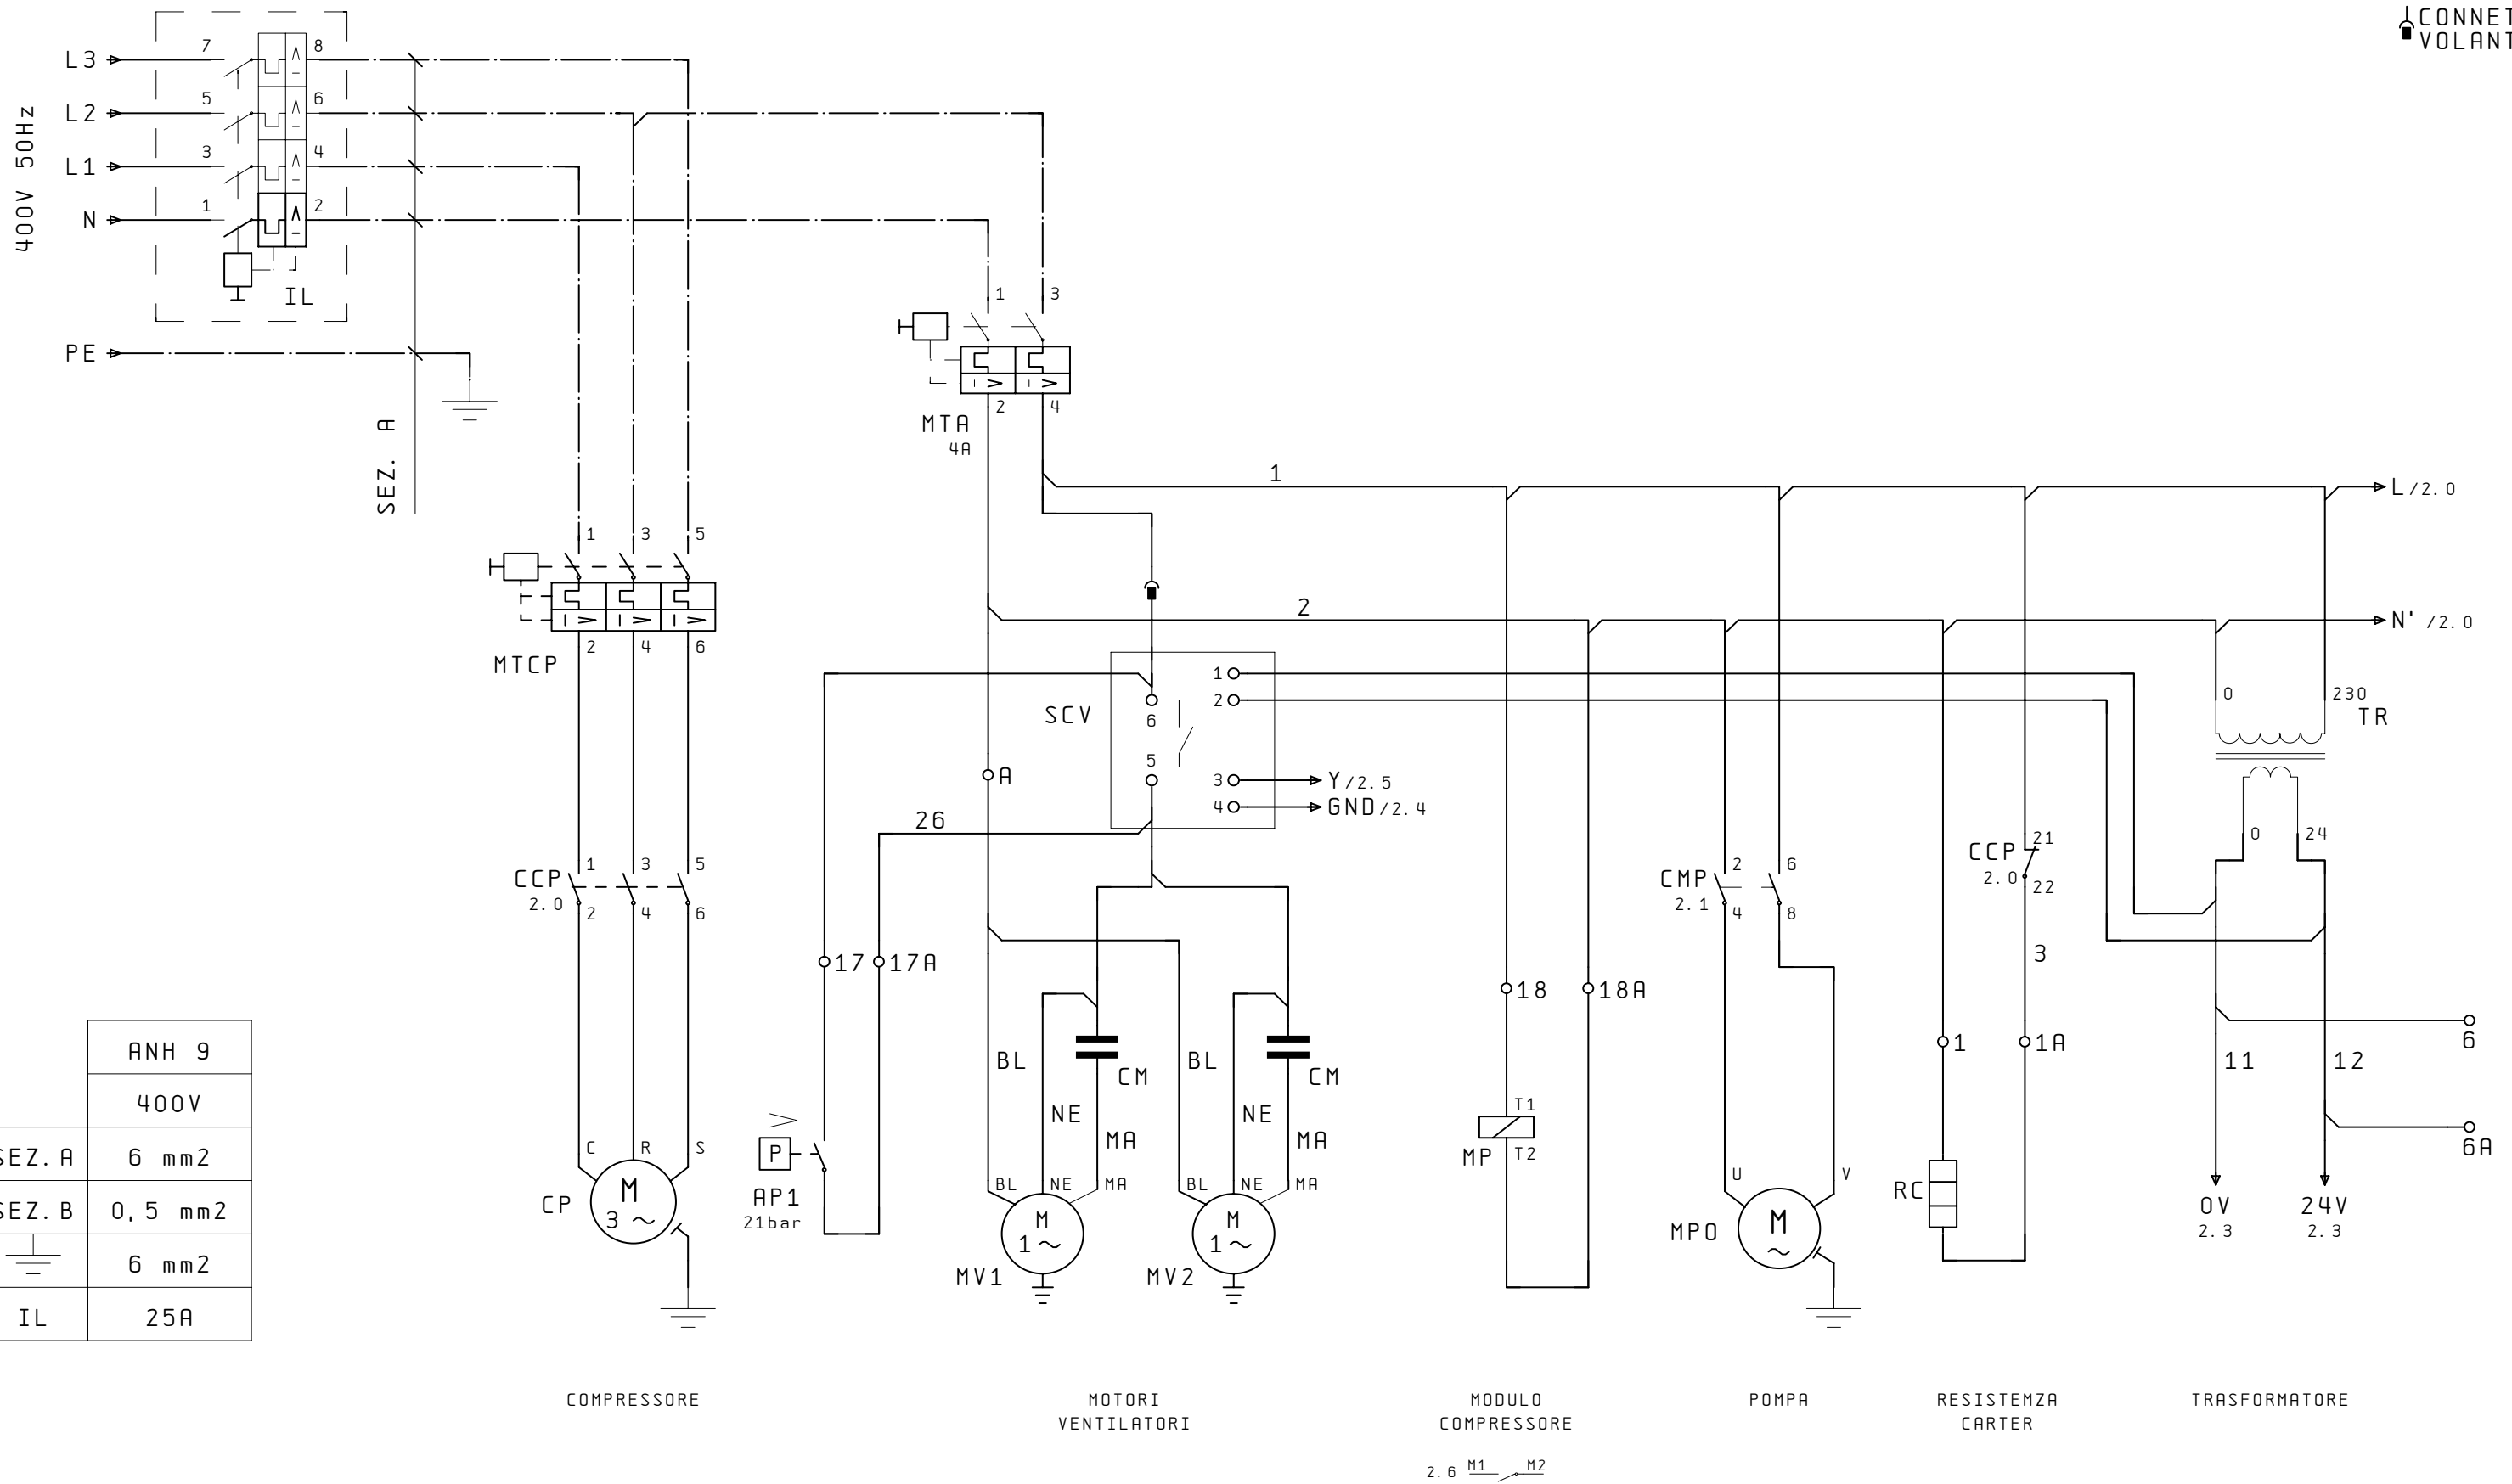 CONNET
VOLANT
400V 50Hz
L3
7
8
L2
5
6
L1
3
4
N
1
2
IL
PE
SEZ. A
1
3
MTA
4A
2
4
1
L/2.0
1
3
5
MTCP
2
4
6
2
N' /2.0
SCV
6
5
1
2
3
4
Y/2.5
GND/2.4
0
230
TR
0
24
A
26
CCP
2.0
1
3
5
2
4
6
CMP
2.1
2
6
4
8
CCP
2.0
21
22
3
17
17A
18
18A
1
1A
6
6A
11
12
0V
2.3
24V
2.3
BL
NE
MA
CM
BL
NE
MA
CM
T1
MP
T2
C
R
S
CP
M
3 ~
P
>
AP1
21bar
BL
NE
MA
M
1~
MV1
BL
NE
MA
M
1~
MV2
U
V
MPO
M
~
RC
ANH 9
400V
SEZ.A
6 mm2
SEZ.B
0,5 mm2
6 mm2
IL
25A
COMPRESSORE
MOTORI
VENTILATORI
MODULO
COMPRESSORE
POMPA
RESISTEMZA
CARTER
TRASFORMATORE
2.6 M1 M2